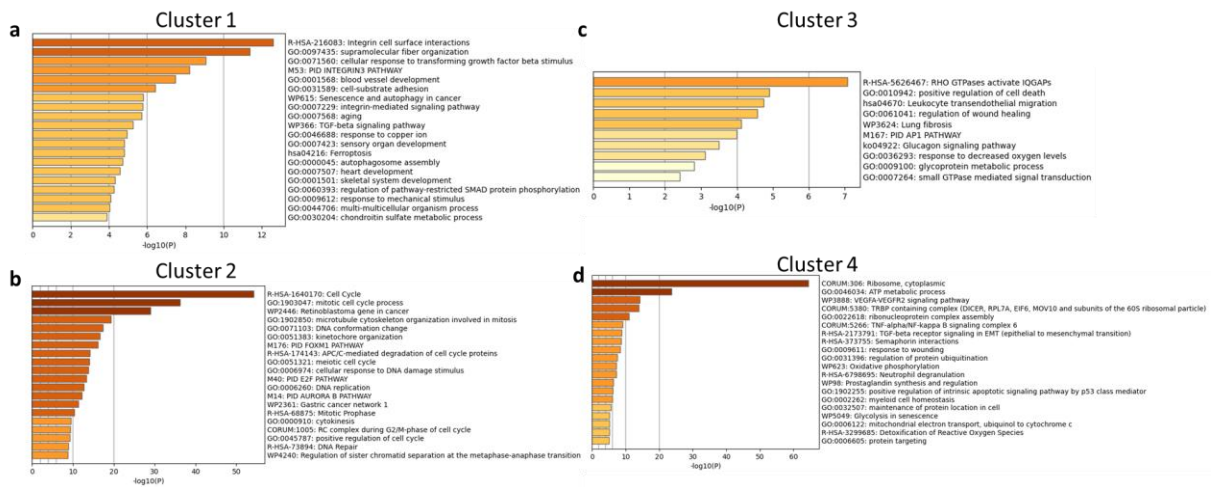 Cluster 1
a
R-HSA-216083: Integrin cell surface interactions
GO:0097435: supramolecular fiber organization
GO:0071560: cellular response to transforming growth factor beta stimulus
M53: PID INTEGRIN3 PATHWAY
GO:0001568: blood vessel development
GO:0031589: cell-substrate adhesion
WP615: Senescence and autophagy in cancer
GO:0007229: integrin-mediated signaling pathway
GO:0007568: aging
WP366: TGF-beta signaling pathway
GO:0046688: response to copper ion
GO:0007423: sensory organ development
hsa04216: Ferroptosis
GO:0000045: autophagosome assembly
GO:0007507: heart development
GO:0001501: skeletal system development
GO:0060393: regulation of pathway-restricted SMAD protein phosphorylation
GO:0009612: response to mechanical stimulus
GO:0044706: multi-multicellular organism process
GO:0030204: chondroitin sulfate metabolic process
0 2 4 6 8 10 12
-log10(P)
Cluster 2
b
R-HSA-1640170: Cell Cycle
GO:1903047: mitotic cell cycle process
WP2446: Retinoblastoma gene in cancer
GO:1902850: microtubule cytoskeleton organization involved in mitosis
GO:0071103: DNA conformation change
GO:0051383: kinetochore organization
M176: PID FOXM1 PATHWAY
R-HSA-174143: APC/C-mediated degradation of cell cycle proteins
GO:0051321: meiotic cell cycle
GO:0006974: cellular response to DNA damage stimulus
M40: PID E2F PATHWAY
GO:0006260: DNA replication
M14: PID AURORA B PATHWAY
WP2361: Gastric cancer network 1
R-HSA-68875: Mitotic Prophase
GO:0000910: cytokinesis
CORUM:1005: RC complex during G2/M-phase of cell cycle
GO:0045787: positive regulation of cell cycle
R-HSA-73894: DNA Repair
WP4240: Regulation of sister chromatid separation at the metaphase-anaphase transition
0 10 20 30 40 50
-log10(P)
Cluster 3
c
R-HSA-5626467: RHO GTPases activate IQGAPs
GO:0010942: positive regulation of cell death
hsa04670: Leukocyte transendothelial migration
GO:0061041: regulation of wound healing
WP3624: Lung fibrosis
M167: PID AP1 PATHWAY
ko04922: Glucagon signaling pathway
GO:0036293: response to decreased oxygen levels
GO:0009100: glycoprotein metabolic process
GO:0007264: small GTPase mediated signal transduction
0 1 2 3 4 5 6 7
-log10(P)
Cluster 4
d
CORUM:306: Ribosome, cytoplasmic
GO:0046034: ATP metabolic process
WP3888: VEGFA-VEGFR2 signaling pathway
CORUM:5380: TRBP containing complex (DICER, RPL7A, EIF6, MOV10 and subunits of the 60S ribosomal particle)
GO:0022618: ribonucleoprotein complex assembly
CORUM:5266: TNF-alpha/NF-kappa B signaling complex 6
R-HSA-2173791: TGF-beta receptor signaling in EMT (epithelial to mesenchymal transition)
R-HSA-373755: Semaphorin interactions
GO:0009611: response to wounding
GO:0031396: regulation of protein ubiquitination
WP623: Oxidative phosphorylation
R-HSA-6798695: Neutrophil degranulation
WP98: Prostaglandin synthesis and regulation
GO:1902255: positive regulation of intrinsic apoptotic signaling pathway by p53 class mediator
GO:0002262: myeloid cell homeostasis
GO:0032507: maintenance of protein location in cell
WP5049: Glycolysis in senescence
GO:0006122: mitochondrial electron transport, ubiquinol to cytochrome c
R-HSA-3299685: Detoxification of Reactive Oxygen Species
GO:0006605: protein targeting
0 10 20 30 40 50 60
-log10(P)